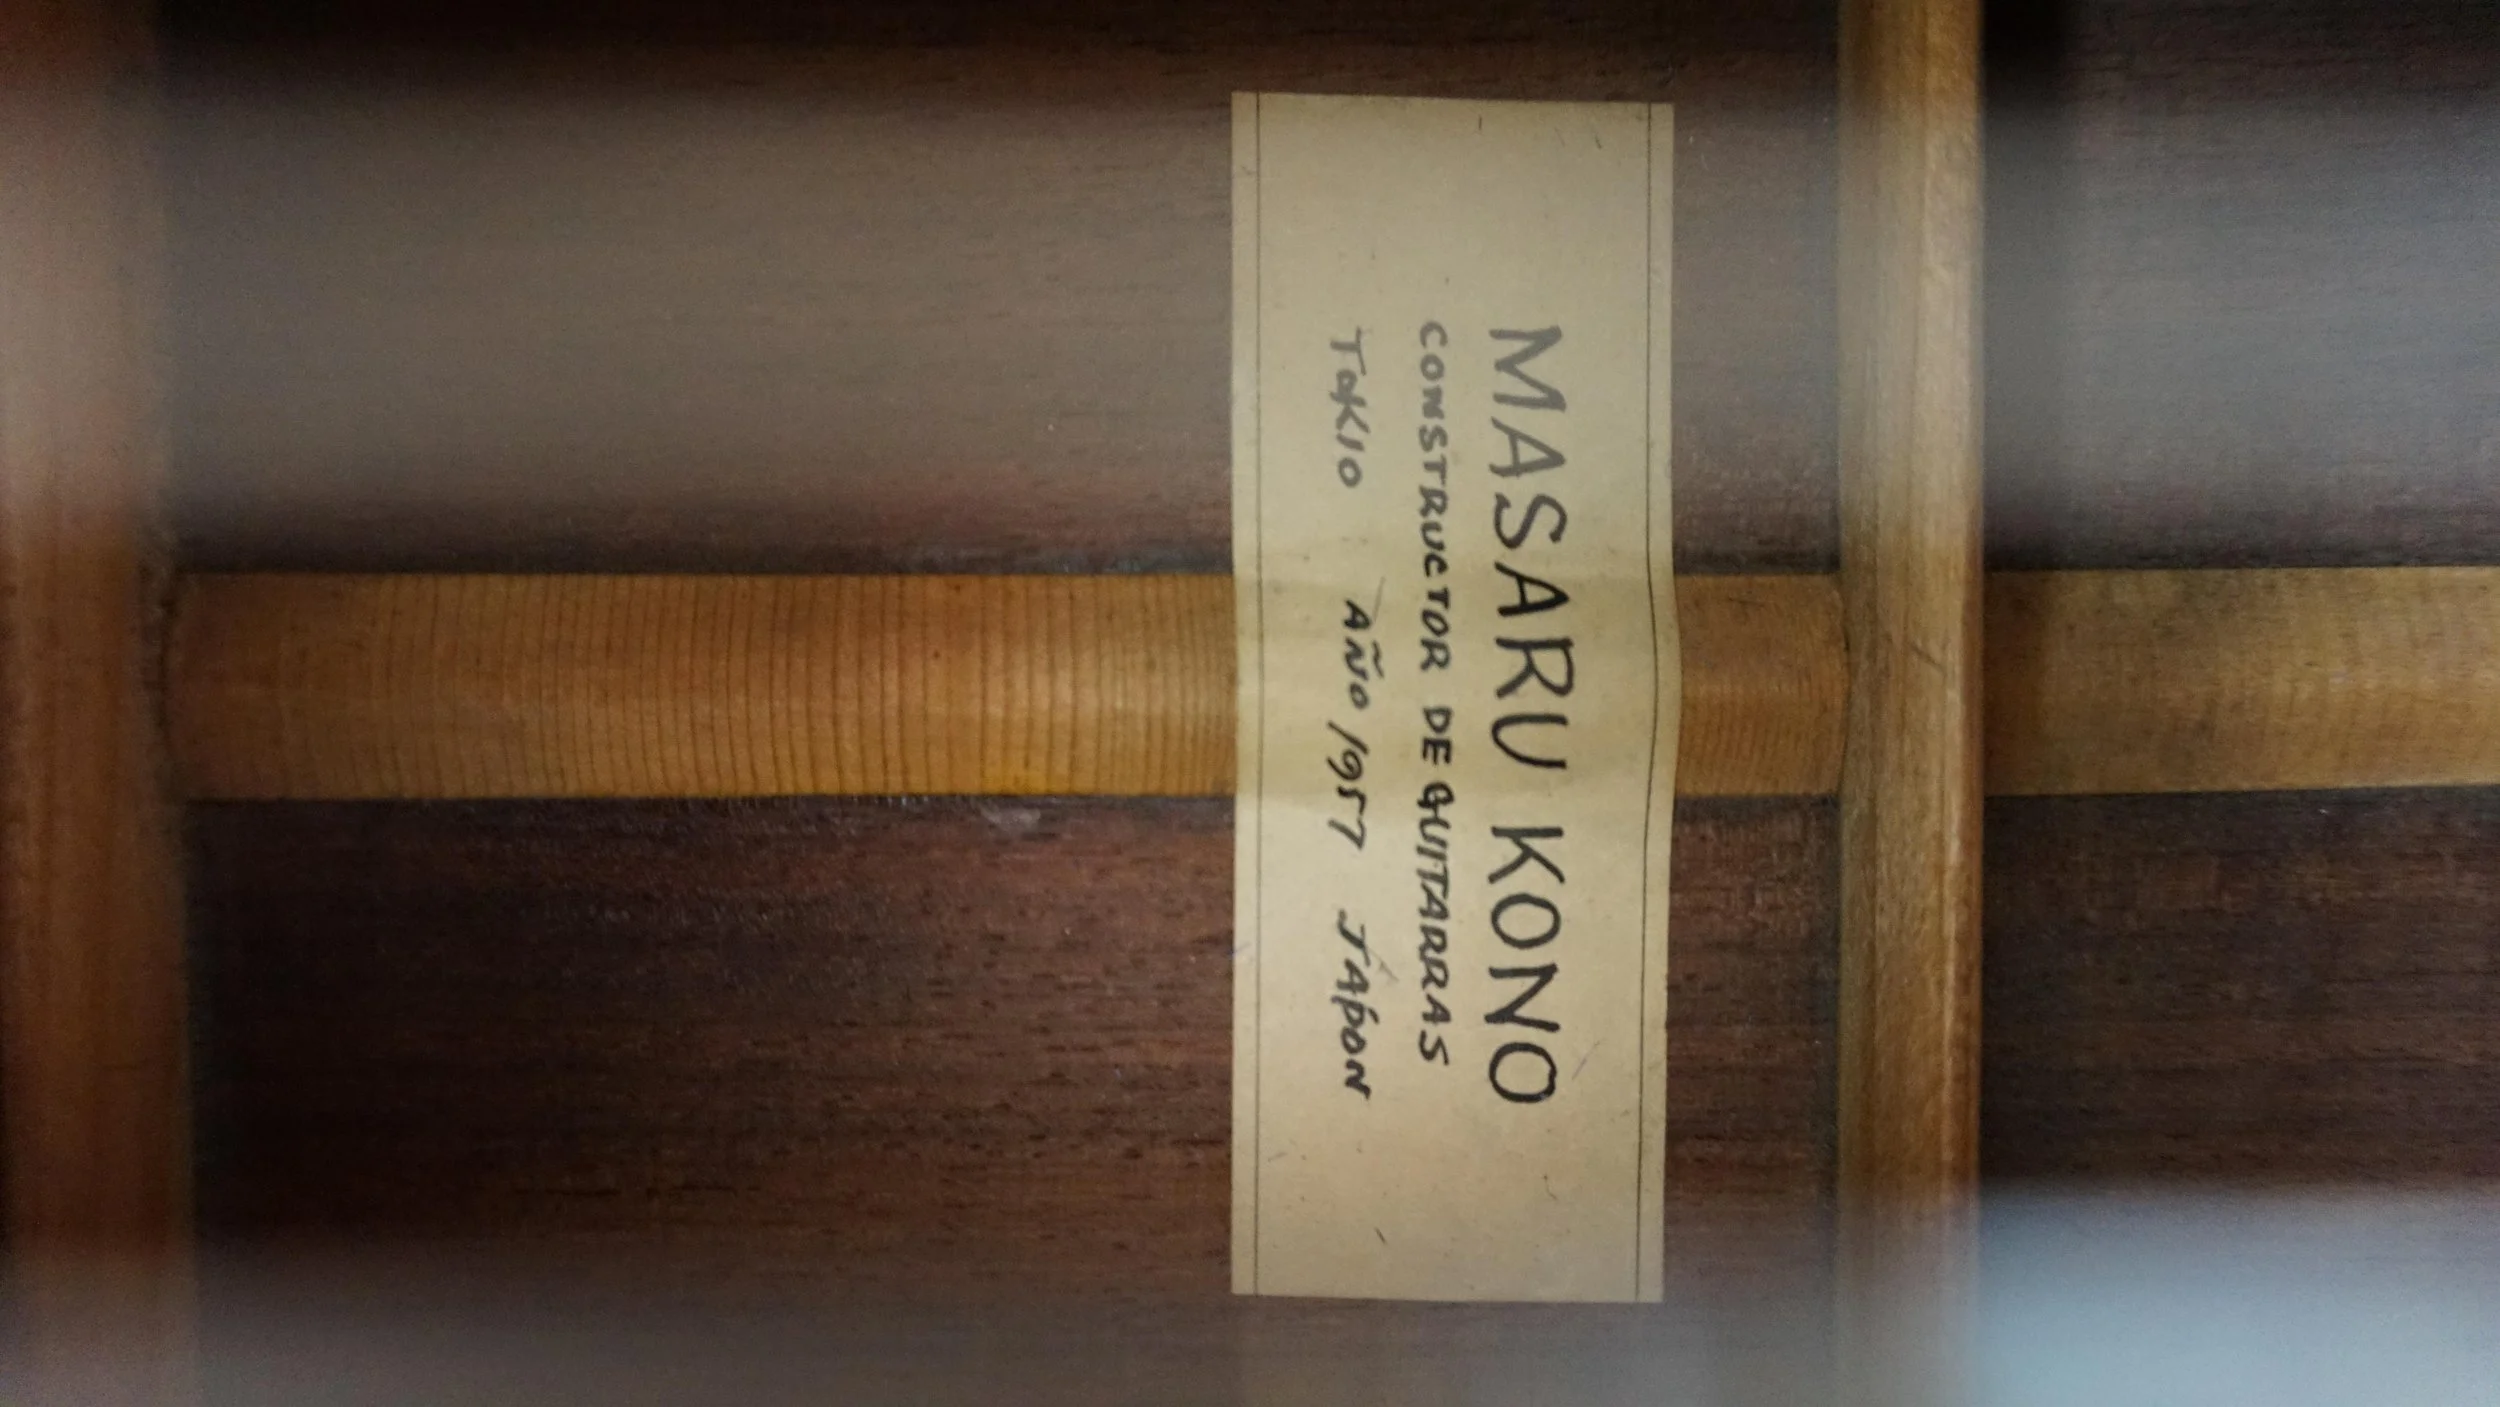 MASARU KONO
CONSTRUCTOR DE GUITARRAS
TOKIO AÑO 1957 JAPÓN